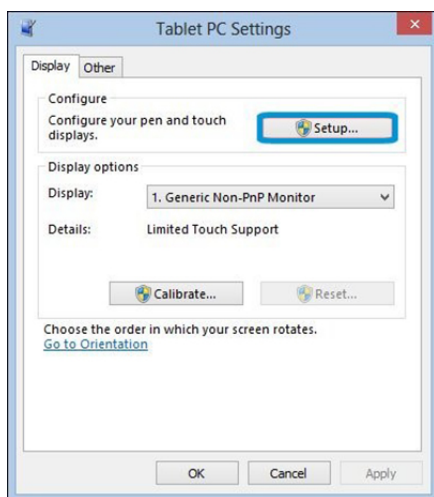 Tablet PC Settings
Display Other
Configure
Configure your pen and touch
displays.
Setup...
Display options
Display: 1. Generic Non-PnP Monitor
Details: Limited Touch Support
Calibrate... Reset...
Choose the order in which your screen rotates.
Go to Orientation
OK Cancel Apply